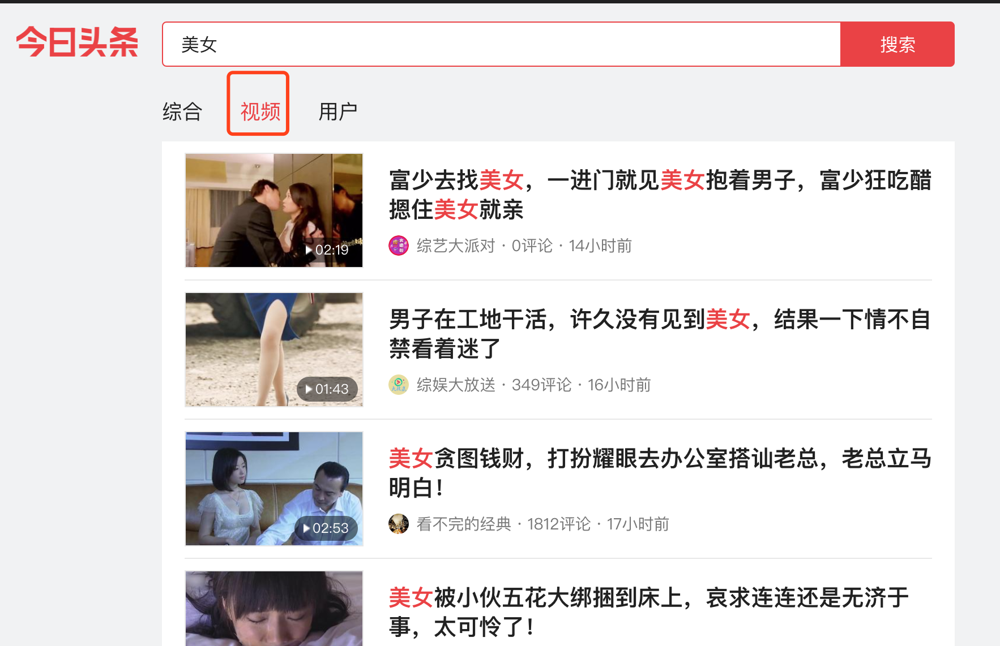 今日头条
美女
搜索
综合
视频
用户
富少去找美女，一进门就见美女抱着男子，富少狂吃醋
摁住美女就亲
02:19
综艺大派对 · 0评论 · 14小时前
男子在工地干活，许久没有见到美女，结果一下情不自
禁看着迷了
01:43
综娱大放送 · 349评论 · 16小时前
美女贪图钱财，打扮耀眼去办公室搭讪老总，老总立马
明白！
02:53
看不完的经典 · 1812评论 · 17小时前
美女被小伙五花大绑捆到床上，哀求连连还是无济于
事，太可怜了！